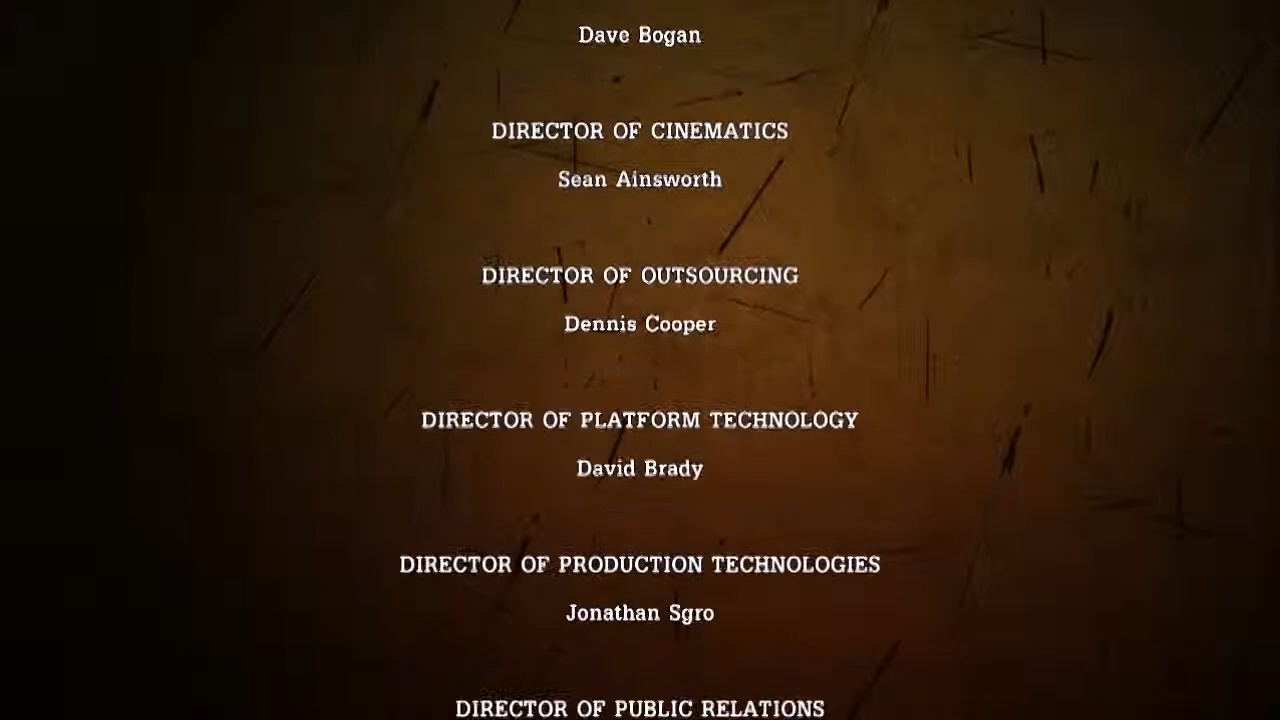 Dave Bogan
DIRECTOR OF CINEMATICS
Sean Ainsworth
DIRECTOR OF OUTSOURCING
Dennis Cooper
DIRECTOR OF PLATFORM TECHNOLOGY
David Brady
DIRECTOR OF PRODUCTION TECHNOLOGIES
Jonathan Sgro
DIRECTOR OF PUBLIC RELATIONS